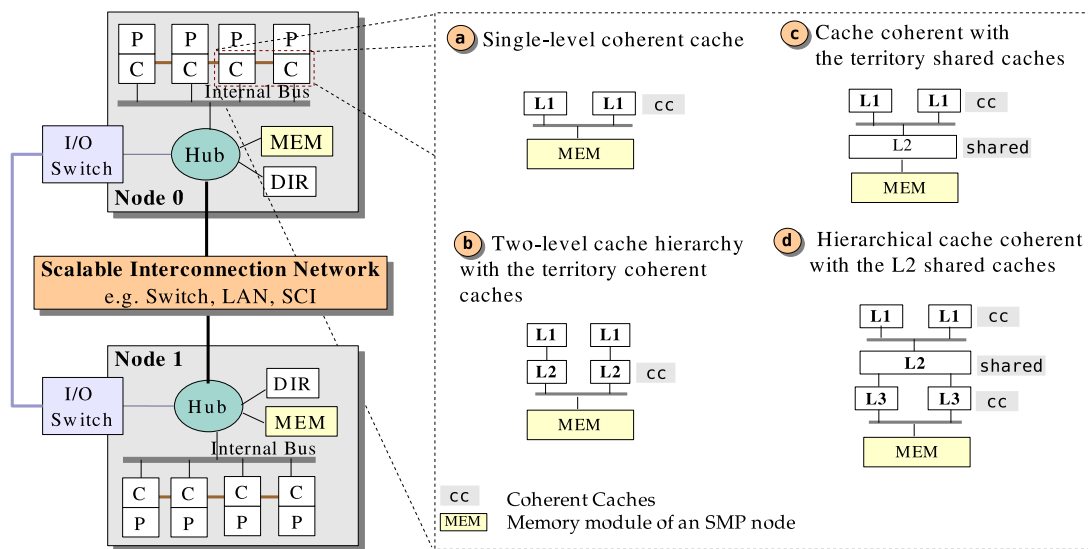 P P P P
C C C C
Internal Bus
I/O
Switch
Hub
MEM
DIR
Node 0
Scalable Interconnection Network
e.g. Switch, LAN, SCI
Node 1
I/O
Switch
Hub
DIR
MEM
Internal Bus
C C C C
P P P P
a Single-level coherent cache
L1 L1 cc
MEM
b Two-level cache hierarchy
with the territory coherent
caches
L1 L1
L2 L2 cc
MEM
c Cache coherent with
the territory shared caches
L1 L1 cc
L2 shared
MEM
d Hierarchical cache coherent
with the L2 shared caches
L1 L1 cc
L2 shared
L3 L3 cc
MEM
cc Coherent Caches
MEM Memory module of an SMP node